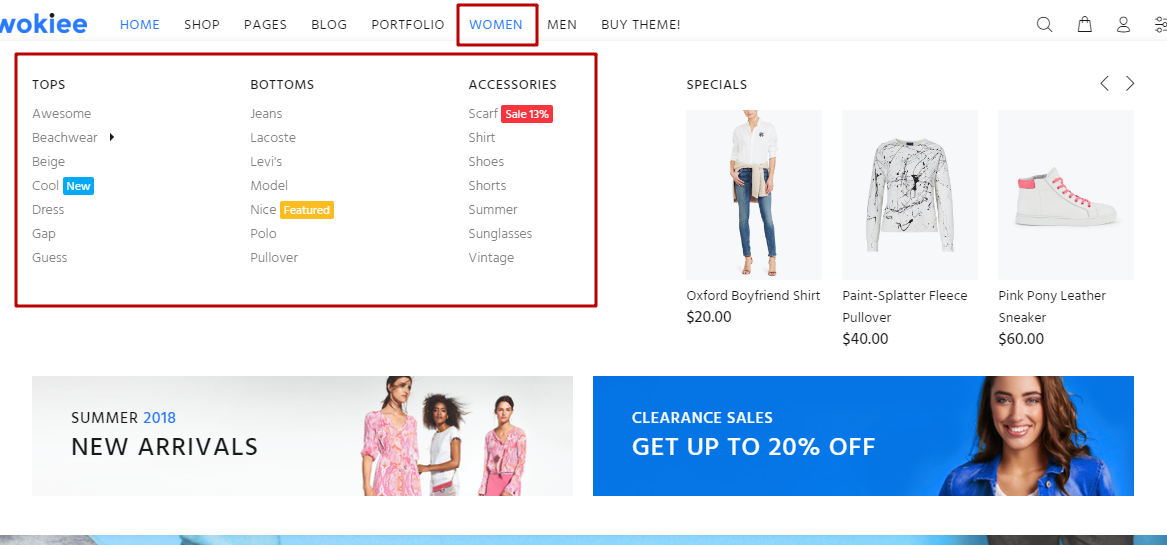 wokiee
HOME SHOP PAGES BLOG PORTFOLIO WOMEN MEN BUY THEME!
TOPS
Awesome
Beachwear
Beige
Cool New
Dress
Gap
Guess
BOTTOMS
Jeans
Lacoste
Levi's
Model
Nice Featured
Polo
Pullover
ACCESSORIES
Scarf Sale 13%
Shirt
Shoes
Shorts
Summer
Sunglasses
Vintage
SPECIALS
Oxford Boyfriend Shirt
$20.00
Paint-Splatter Fleece
Pullover
$40.00
Pink Pony Leather
Sneaker
$60.00
SUMMER 2018
NEW ARRIVALS
CLEARANCE SALES
GET UP TO 20% OFF